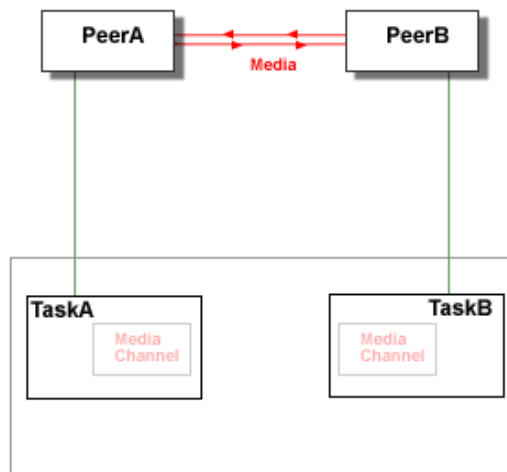 PeerA
PeerB
Media
TaskA
TaskB
Media
Channel
Media
Channel